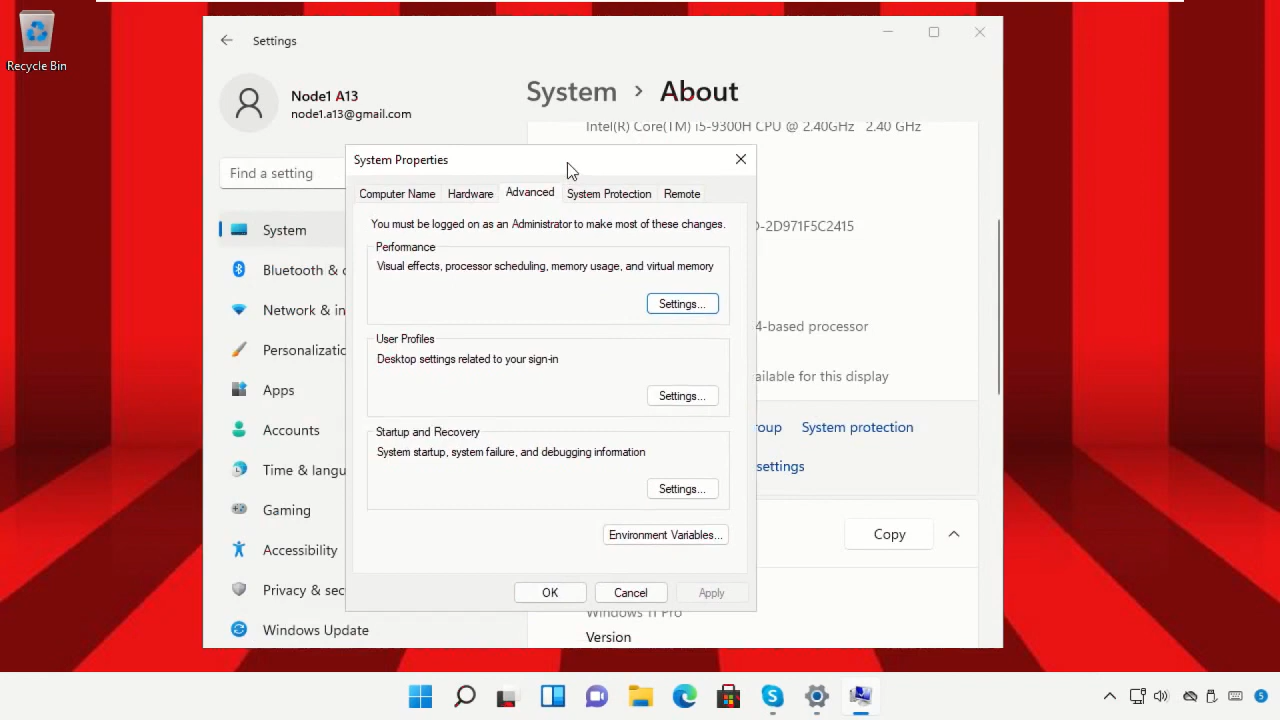 Recycle Bin
Settings
Node1 A13
node1.a13@gmail.com
Find a setting
System
Bluetooth &
Network & in
Personalizatio
Apps
Accounts
Time & langu
Gaming
Accessibility
Privacy & sec
Windows Update
System > About
Intel(R) Core(TM) i5-9300H CPU @ 2.40GHz 2.40 GHz
-2D971F5C2415
4-based processor
ailable for this display
oup System protection
settings
Copy
Windows 11 Pro
Version
System Properties
Computer Name Hardware Advanced System Protection Remote
You must be logged on as an Administrator to make most of these changes.
Performance
Visual effects, processor scheduling, memory usage, and virtual memory
Settings...
User Profiles
Desktop settings related to your sign-in
Settings...
Startup and Recovery
System startup, system failure, and debugging information
Settings...
Environment Variables...
OK Cancel Apply
5